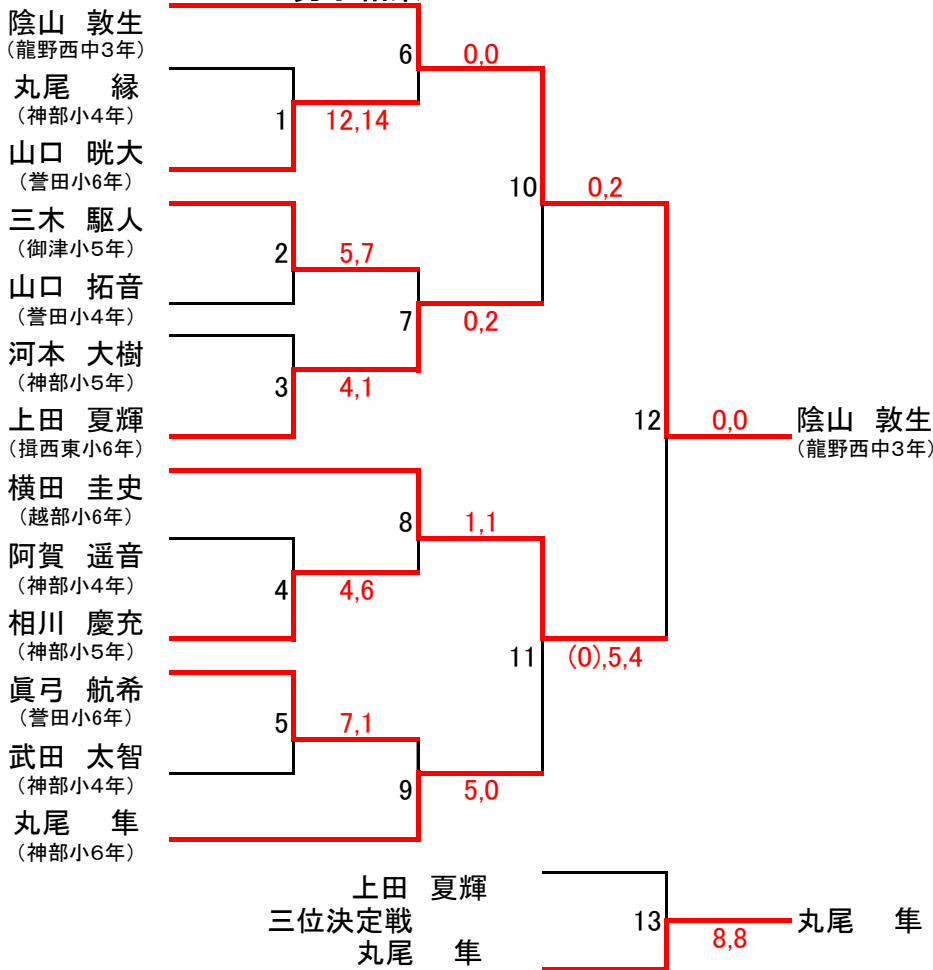 陰山 敦生
(龍野西中3年)
6
0,0
丸尾 縁
(神部小4年)
1
12,14
山口 晄大
(誉田小6年)
10
0,2
三木 駆人
(御津小5年)
2
5,7
山口 拓音
(誉田小4年)
7
0,2
河本 大樹
(神部小5年)
3
4,1
上田 夏輝
(揖西東小6年)
12
0,0
陰山 敦生
(龍野西中3年)
横田 圭史
(越部小6年)
8
1,1
阿賀 遥音
(神部小4年)
4
4,6
相川 慶充
(神部小5年)
11
(0),5,4
眞弓 航希
(誉田小6年)
5
7,1
武田 太智
(神部小4年)
9
5,0
丸尾 隼
(神部小6年)
上田 夏輝
三位決定戦
13
8,8
丸尾 隼
丸尾 隼